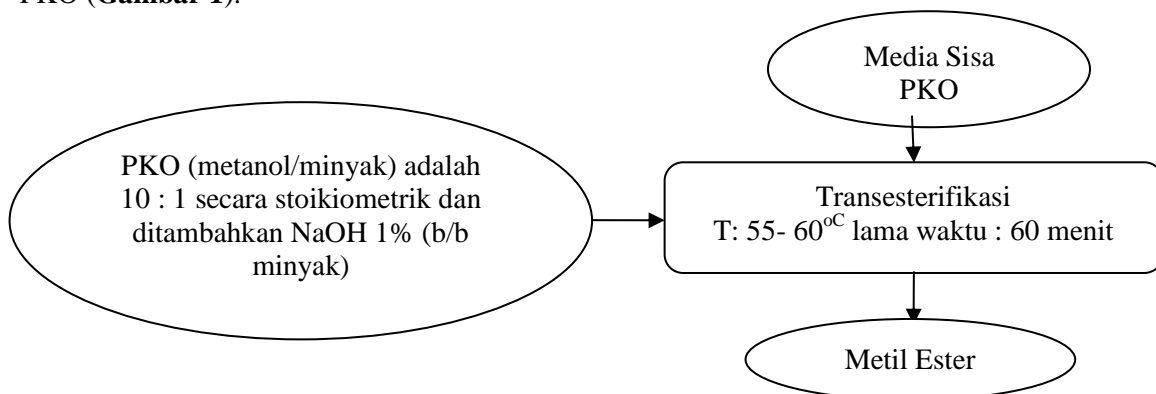 PKO (Gambar 1).
Media Sisa
PKO
PKO (metanol/minyak) adalah
10 : 1 secara stoikiometrik dan
ditambahkan NaOH 1% (b/b
minyak)
Transesterifikasi
T: 55- 60oC lama waktu : 60 menit
Metil Ester